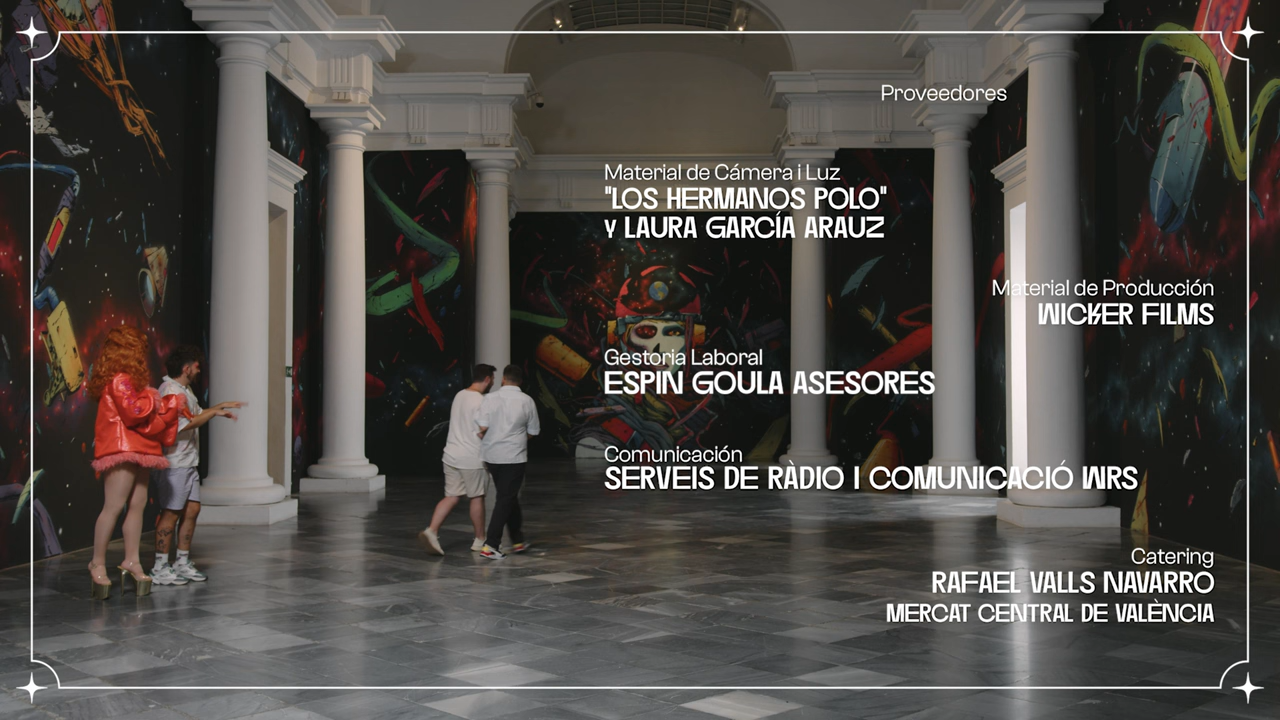 Proveedores
Material de Cámera i Luz
"LOS HERMANOS POLO"
Y LAURA GARCÍA ARAUZ
Material de Producción
WICKER FILMS
Gestoria Laboral
ESPIN GOULA ASESORES
Comunicación
SERVEIS DE RÀDIO I COMUNICACIÓ WRS
Catering
RAFAEL VALLS NAVARRO
MERCAT CENTRAL DE VALÈNCIA